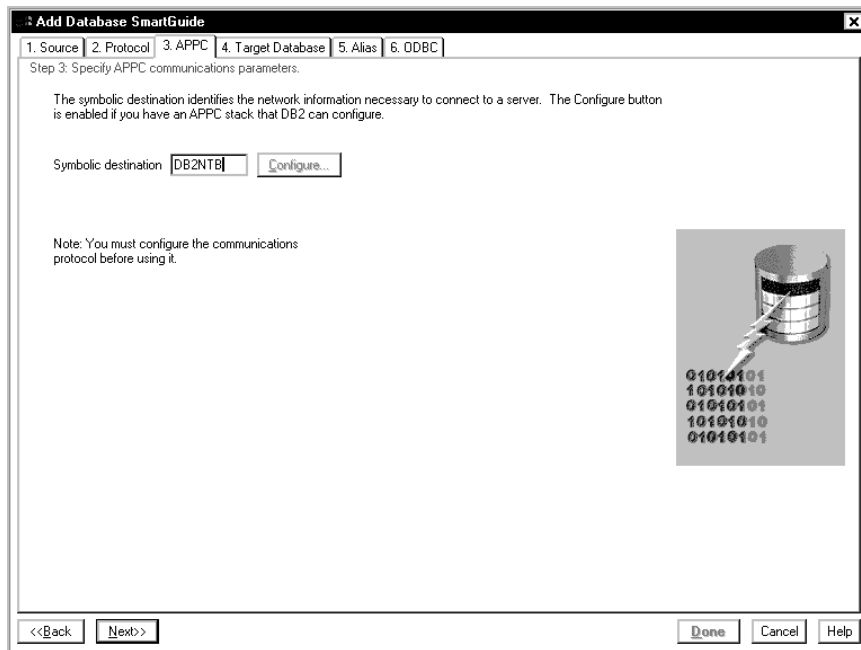 Add Database SmartGuide
1. Source 2. Protocol 3. APPC 4. Target Database 5. Alias 6. ODBC
Step 3: Specify APPC communications parameters.
The symbolic destination identifies the network information necessary to connect to a server. The Configure button
is enabled if you have an APPC stack that DB2 can configure.
Symbolic destination DB2NTB Configure...
Note: You must configure the communications
protocol before using it.
01010101
10101010
01010101
10101010
01010101
<<Back Next>> Done Cancel Help